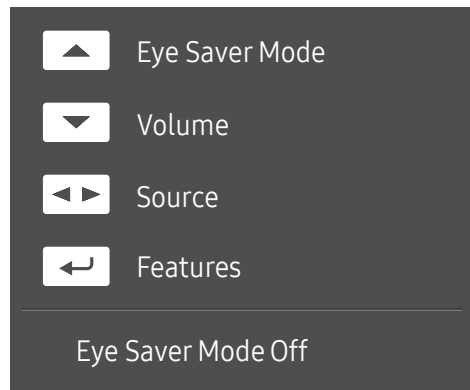 Eye Saver Mode
Volume
Source
Features
Eye Saver Mode Off